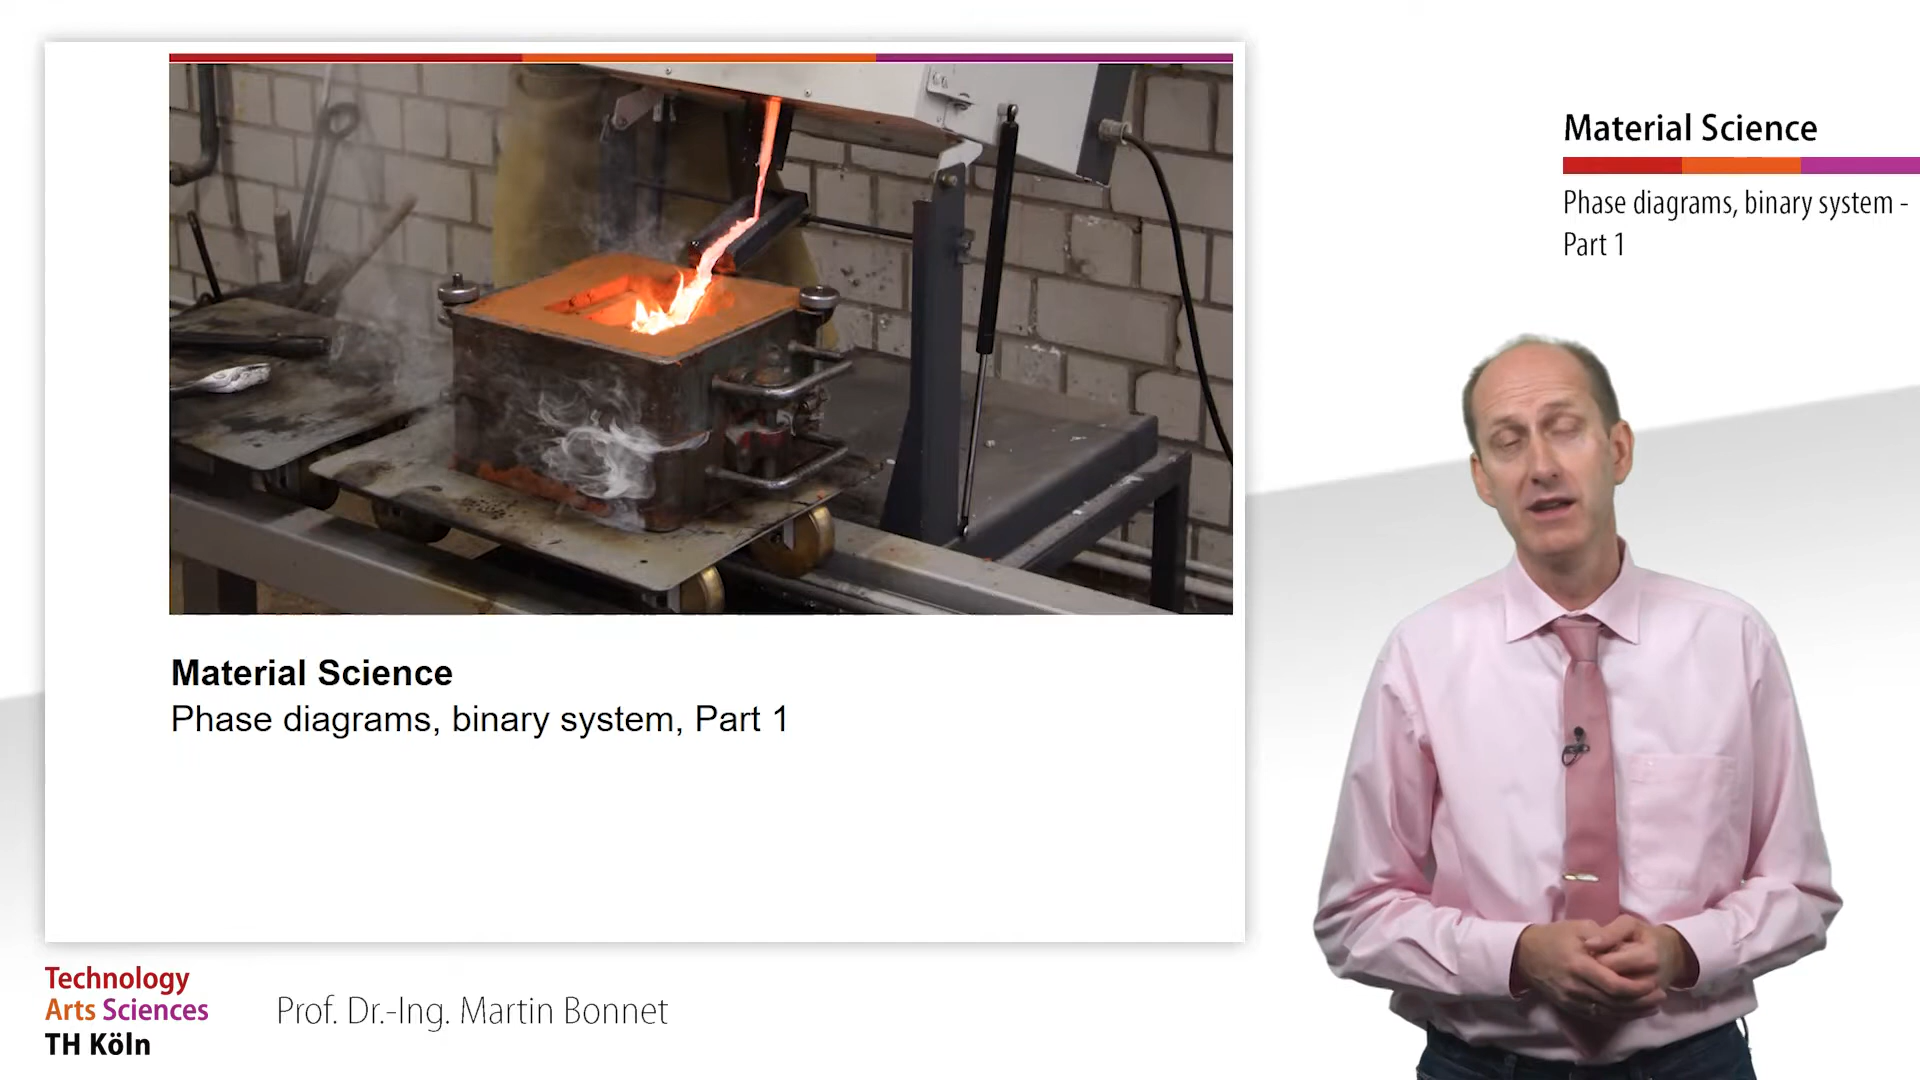 Material Science
Phase diagrams, binary system -
Part 1
Material Science
Phase diagrams, binary system, Part 1
Technology
Arts Sciences
TH Köln
Prof. Dr.-Ing. Martin Bonnet